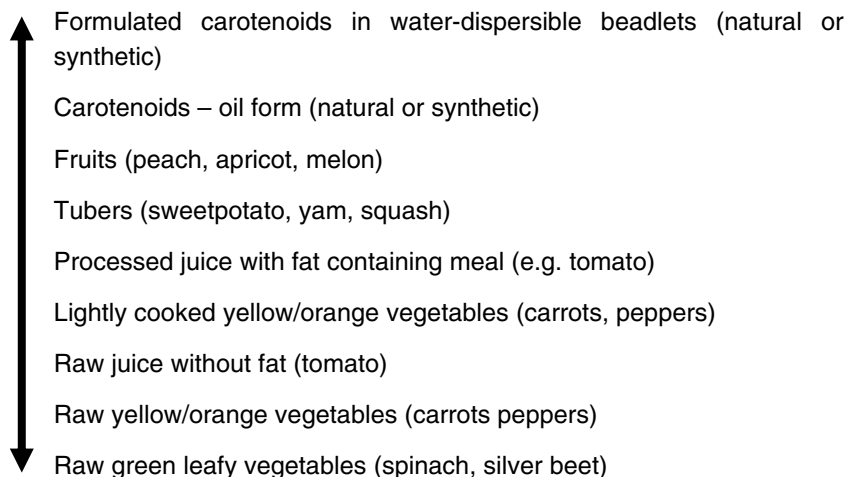 Formulated carotenoids in water-dispersible beadlets (natural or
synthetic)
Carotenoids – oil form (natural or synthetic)
Fruits (peach, apricot, melon)
Tubers (sweetpotato, yam, squash)
Processed juice with fat containing meal (e.g. tomato)
Lightly cooked yellow/orange vegetables (carrots, peppers)
Raw juice without fat (tomato)
Raw yellow/orange vegetables (carrots peppers)
Raw green leafy vegetables (spinach, silver beet)